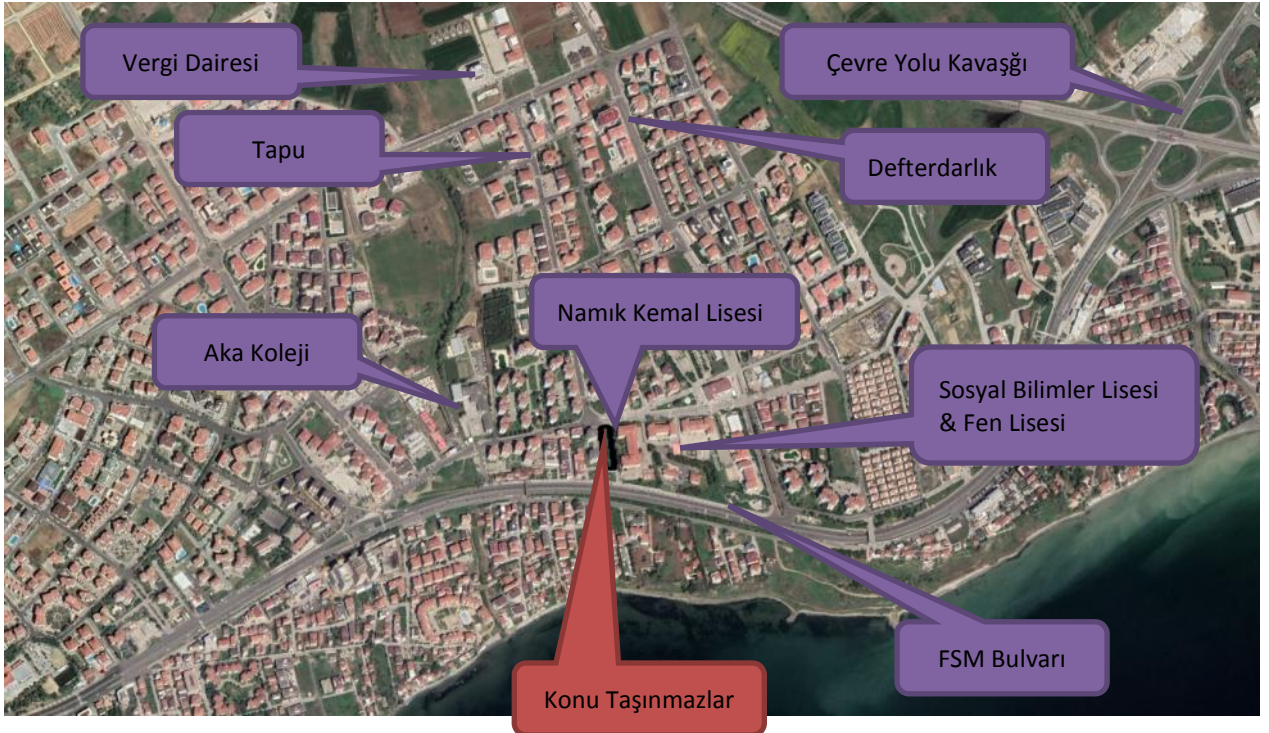 Vergi Dairesi
Çevre Yolu Kavaşğı
Tapu
Defterdarlık
Namık Kemal Lisesi
Aka Koleji
Sosyal Bilimler Lisesi
& Fen Lisesi
FSM Bulvarı
Konu Taşınmazlar